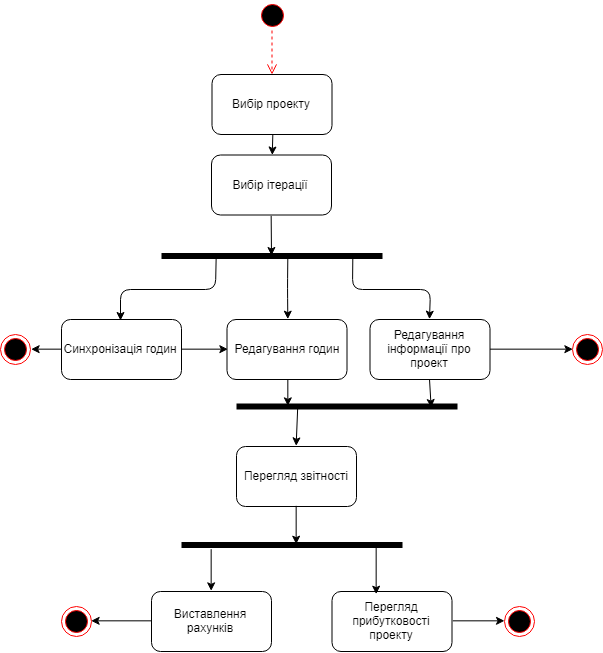 Вибір проекту
Вибір ітерації
Синхронізація годин
Редагування годин
Редагування
інформації про
проект
Перегляд звітності
Виставлення
рахунків
Перегляд
прибутковості
проекту